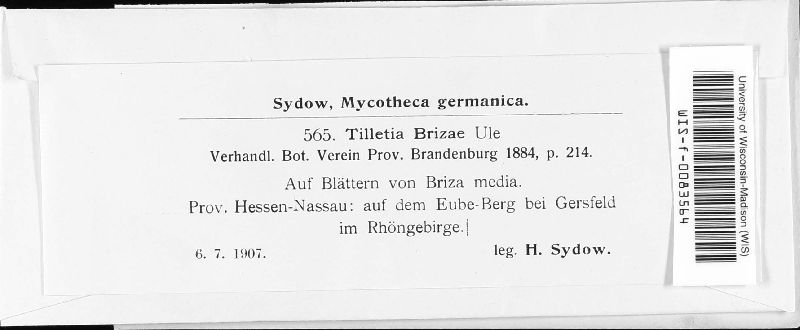 Sydow, Mycotheca germanica.
565. Tilletia Brizae Ule
Verhandl. Bot. Verein Prov. Brandenburg 1884, p. 214.
Auf Blättern von Briza media.
Prov. Hessen-Nassau: auf dem Eube-Berg bei Gersfeld
im Rhöngebirge.
6. 7. 1907.
leg. H. Sydow.
University of Wisconsin-Madison (WIS)
WIS-f-0083564